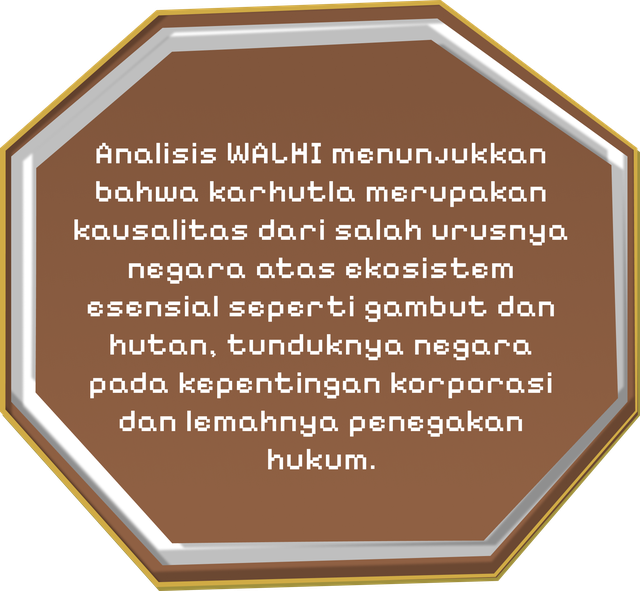 Analisis WALHI menunjukkan
bahwa karhutla merupakan
kausalitas dari salah urusnya
negara atas ekosistem
esensial seperti gambut dan
hutan, tunduknya negara
pada kepentingan korporasi
dan lemahnya penegakan
hukum.